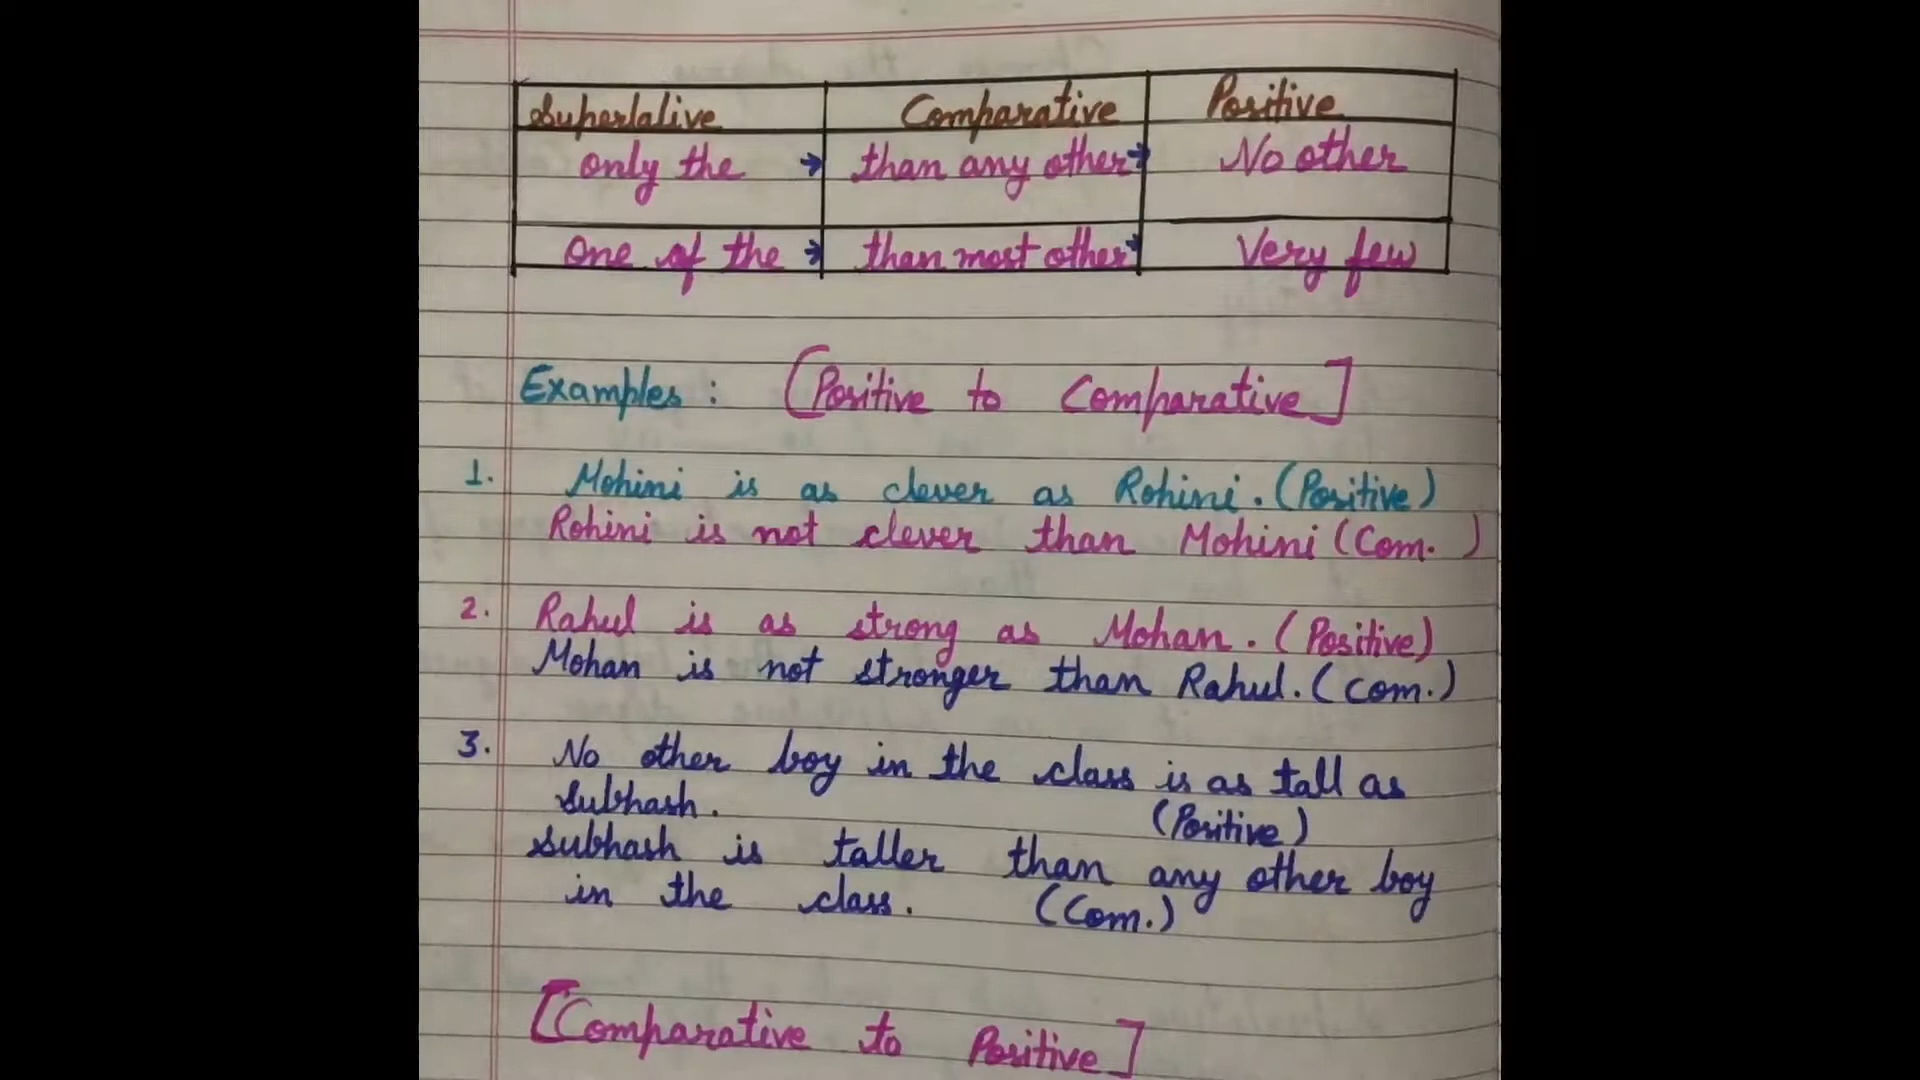 Superlative Comparative Positive
only the → than any other → No other
one of the → than most other → Very few
Examples : [Positive to Comparative]
1. Mohini is as clever as Rohini. (Positive)
Rohini is not clever than Mohini (Com. )
2. Rahul is as strong as Mohan. (Positive)
Mohan is not stronger than Rahul. (Com.)
3. No other boy in the class is as tall as
Subhash. (Positive)
Subhash is taller than any other boy
in the class. (Com.)
[Comparative to Positive]